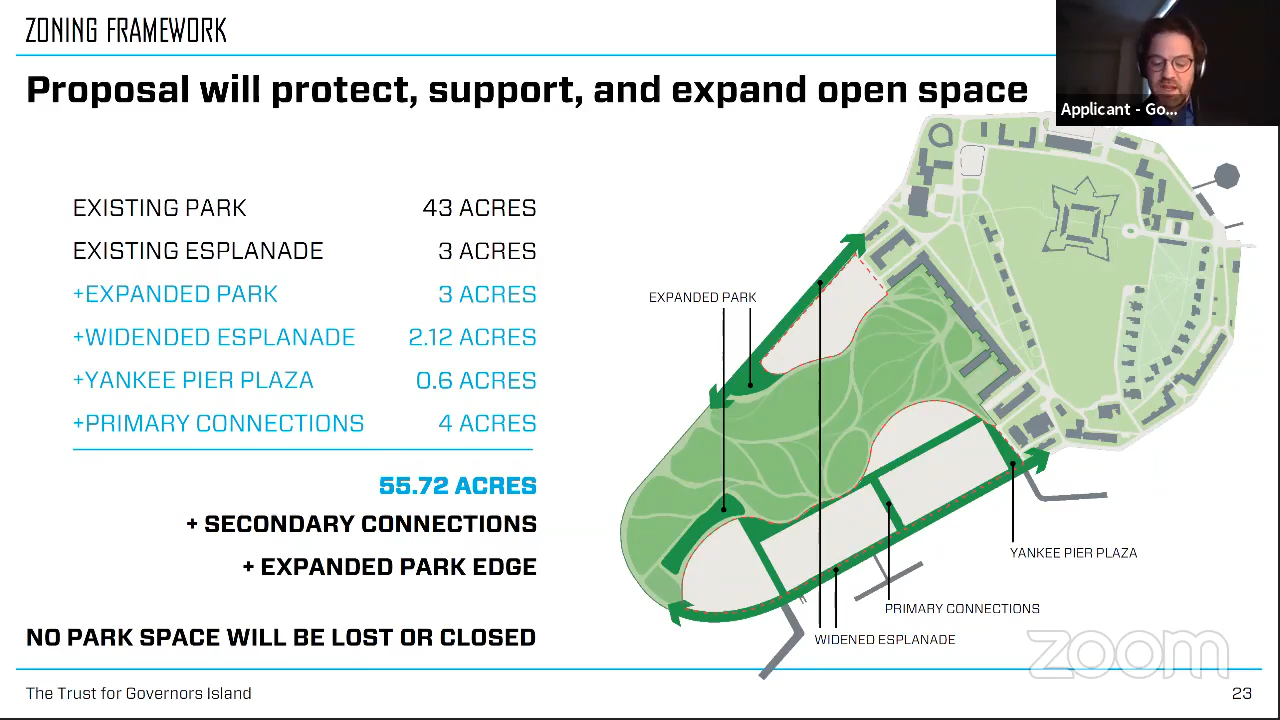 ZONING FRAMEWORK
Proposal will protect, support, and expand open space
Applicant - Go...
EXISTING PARK 43 ACRES
EXISTING ESPLANADE 3 ACRES
+EXPANDED PARK 3 ACRES
+WIDENDED ESPLANADE 2.12 ACRES
+YANKEE PIER PLAZA 0.6 ACRES
+PRIMARY CONNECTIONS 4 ACRES
55.72 ACRES
+ SECONDARY CONNECTIONS
+ EXPANDED PARK EDGE
NO PARK SPACE WILL BE LOST OR CLOSED
EXPANDED PARK
YANKEE PIER PLAZA
PRIMARY CONNECTIONS
WIDENED ESPLANADE
zoom
The Trust for Governors Island
23